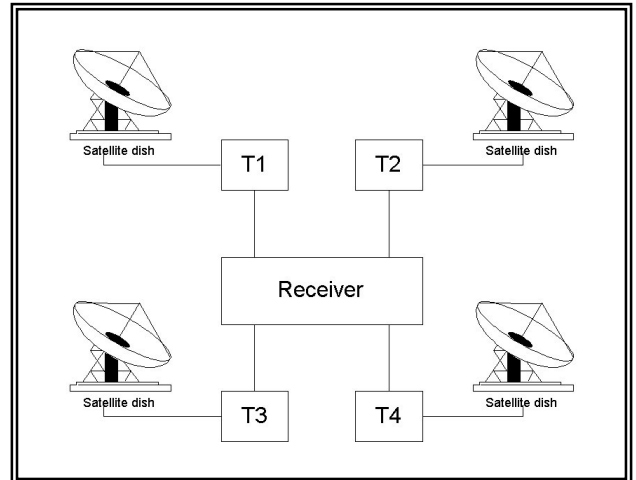 Satellite dish
T1
T2
Satellite dish
Receiver
Satellite dish
T3
T4
Satellite dish